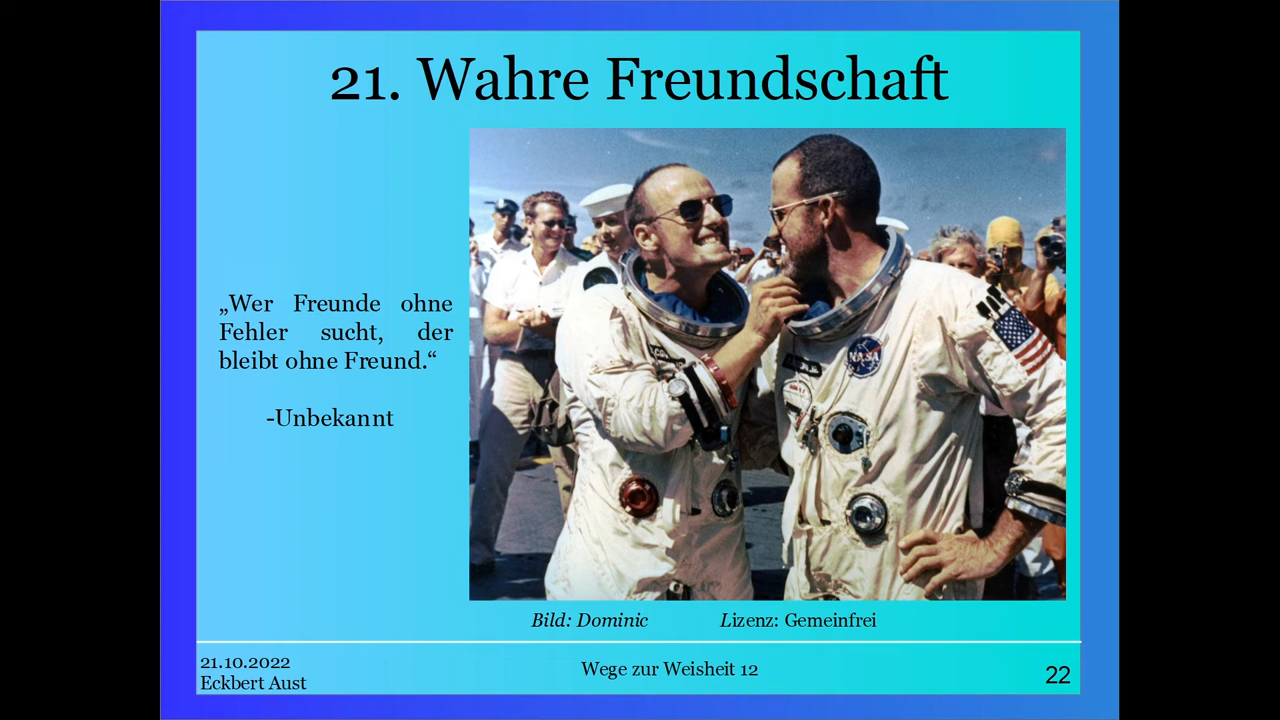 21. Wahre Freundschaft
„Wer Freunde ohne
Fehler sucht, der
bleibt ohne Freund.“
-Unbekannt
NASA
Bild: Dominic Lizenz: Gemeinfrei
21.10.2022
Eckbert Aust
Wege zur Weisheit 12
22